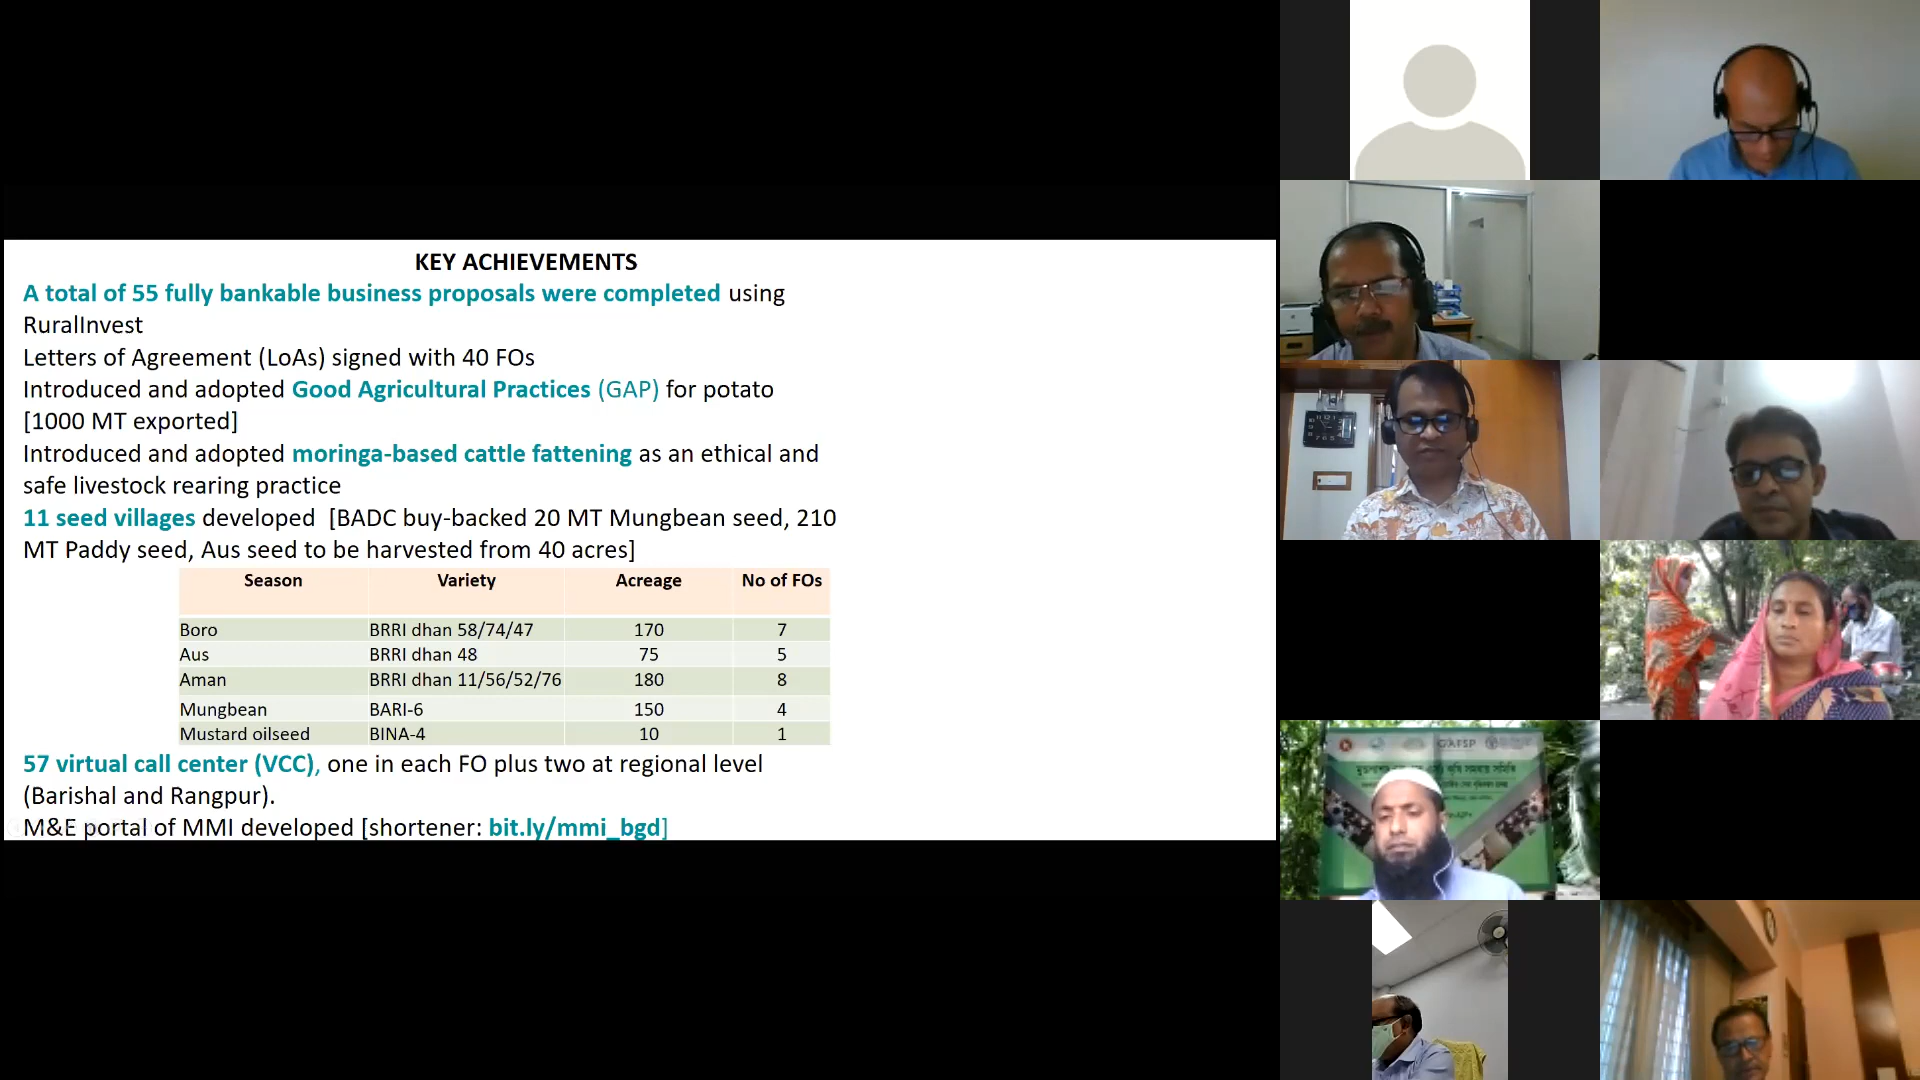 KEY ACHIEVEMENTS
A total of 55 fully bankable business proposals were completed using
RuralInvest
Letters of Agreement (LoAs) signed with 40 FOs
Introduced and adopted Good Agricultural Practices (GAP) for potato
[1000 MT exported]
Introduced and adopted moringa-based cattle fattening as an ethical and
safe livestock rearing practice
11 seed villages developed [BADC buy-backed 20 MT Mungbean seed, 210
MT Paddy seed, Aus seed to be harvested from 40 acres]
Season Variety Acreage No of FOs
Boro BRRI dhan 58/74/47 170 7
Aus BRRI dhan 48 75 5
Aman BRRI dhan 11/56/52/76 180 8
Mungbean BARI-6 150 4
Mustard oilseed BINA-4 10 1
57 virtual call center (VCC), one in each FO plus two at regional level
(Barishal and Rangpur).
M&E portal of MMI developed [shortener: bit.ly/mmi_bgd]
GAFSP